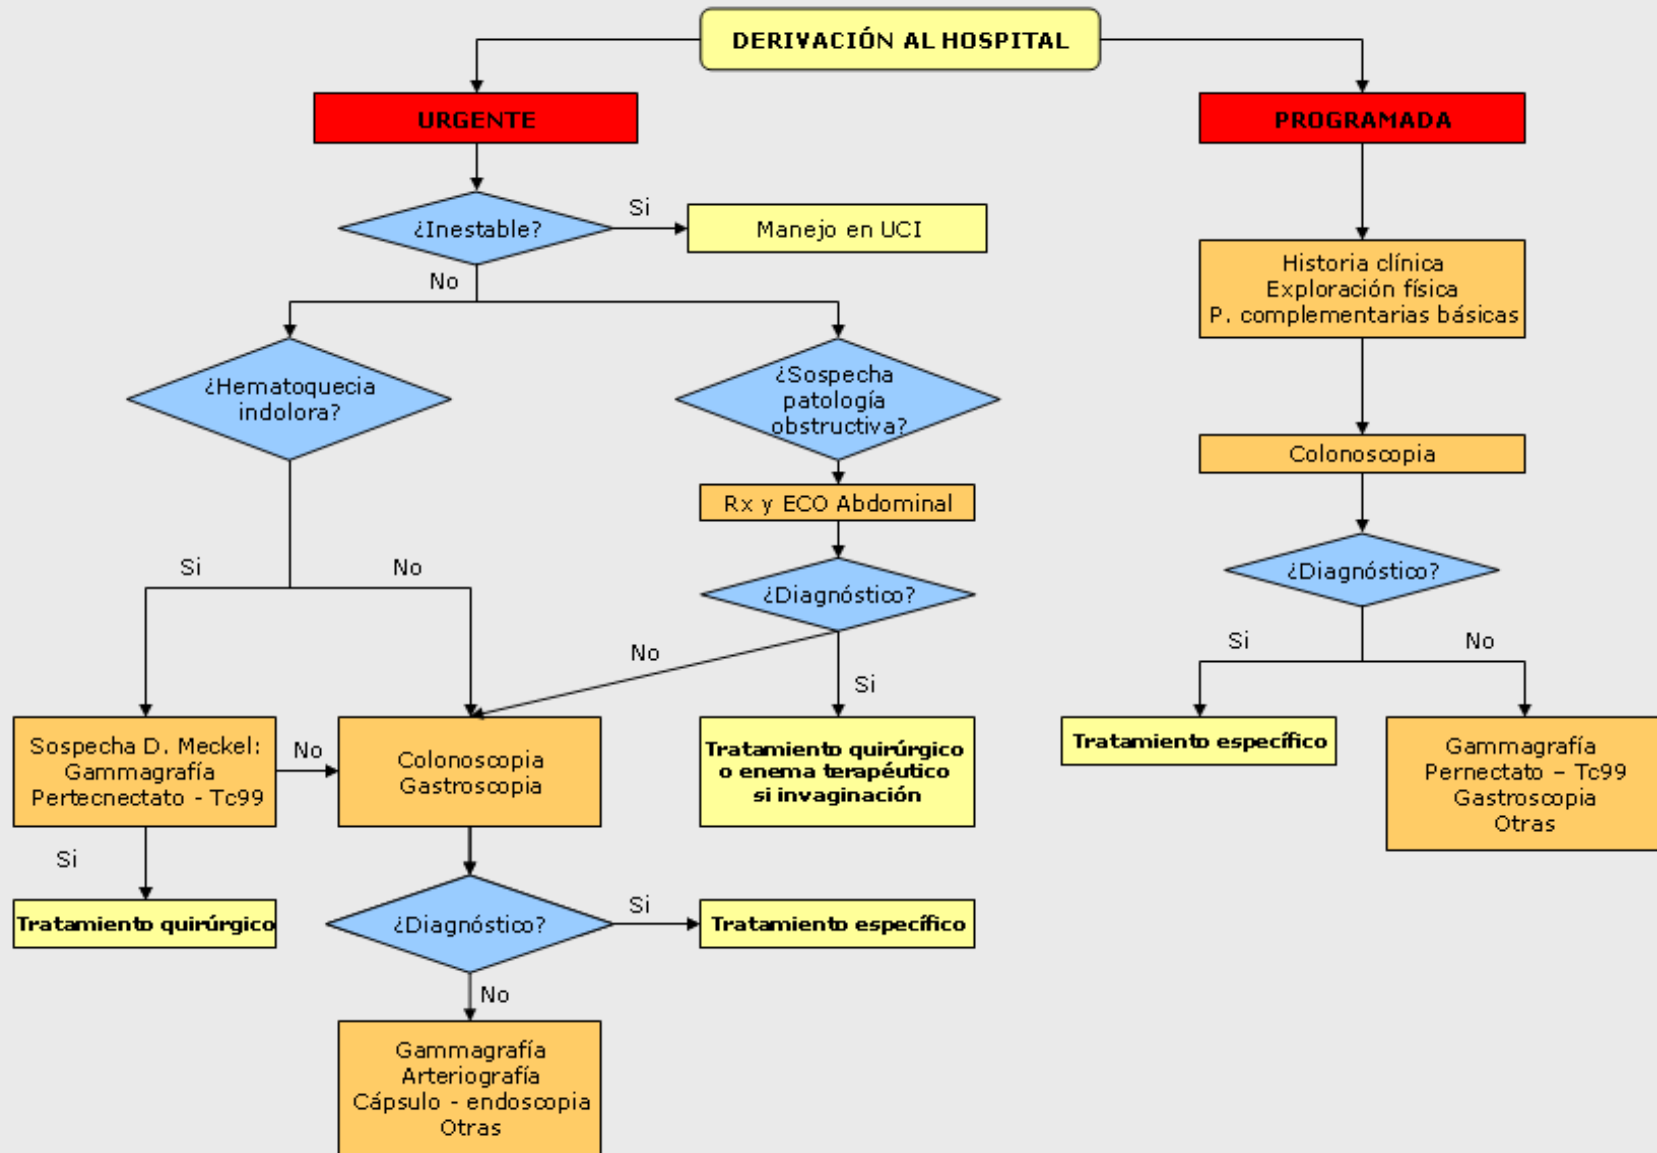 DERIVACIÓN AL HOSPITAL
URGENTE
PROGRAMADA
¿Inestable?
Si
Manejo en UCI
No
Historia clínica
Exploración física
P. complementarias básicas
¿Hematoquecia
indolora?
¿Sospecha
patología
obstructiva?
Colonoscopia
Rx y ECO Abdominal
Si
No
¿Diagnóstico?
¿Diagnóstico?
No
Si
Si
No
Sospecha D. Meckel:
Gammagrafía
Pertecnectato - Tc99
No
Colonoscopia
Gastroscopia
Tratamiento quirúrgico
o enema terapéutico
si invaginación
Tratamiento específico
Gammagrafía
Pernectato – Tc99
Gastroscopia
Otras
Si
Tratamiento quirúrgico
¿Diagnóstico?
Si
Tratamiento específico
No
Gammagrafía
Arteriografía
Cápsulo - endoscopia
Otras